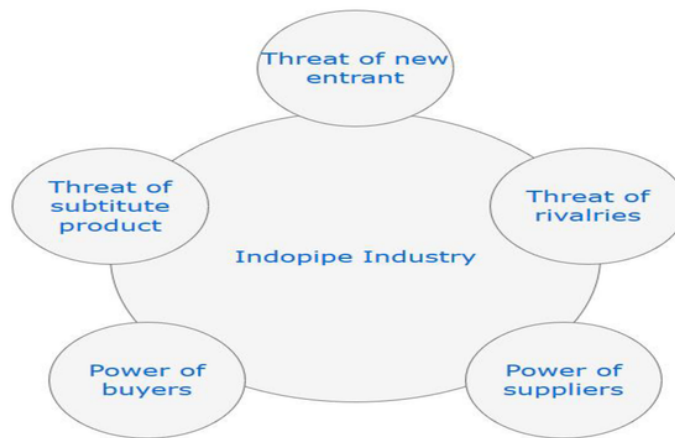 Threat of new
entrant
Threat of
subtitute
product
Threat of
rivalries
Indopipe Industry
Power of
buyers
Power of
suppliers